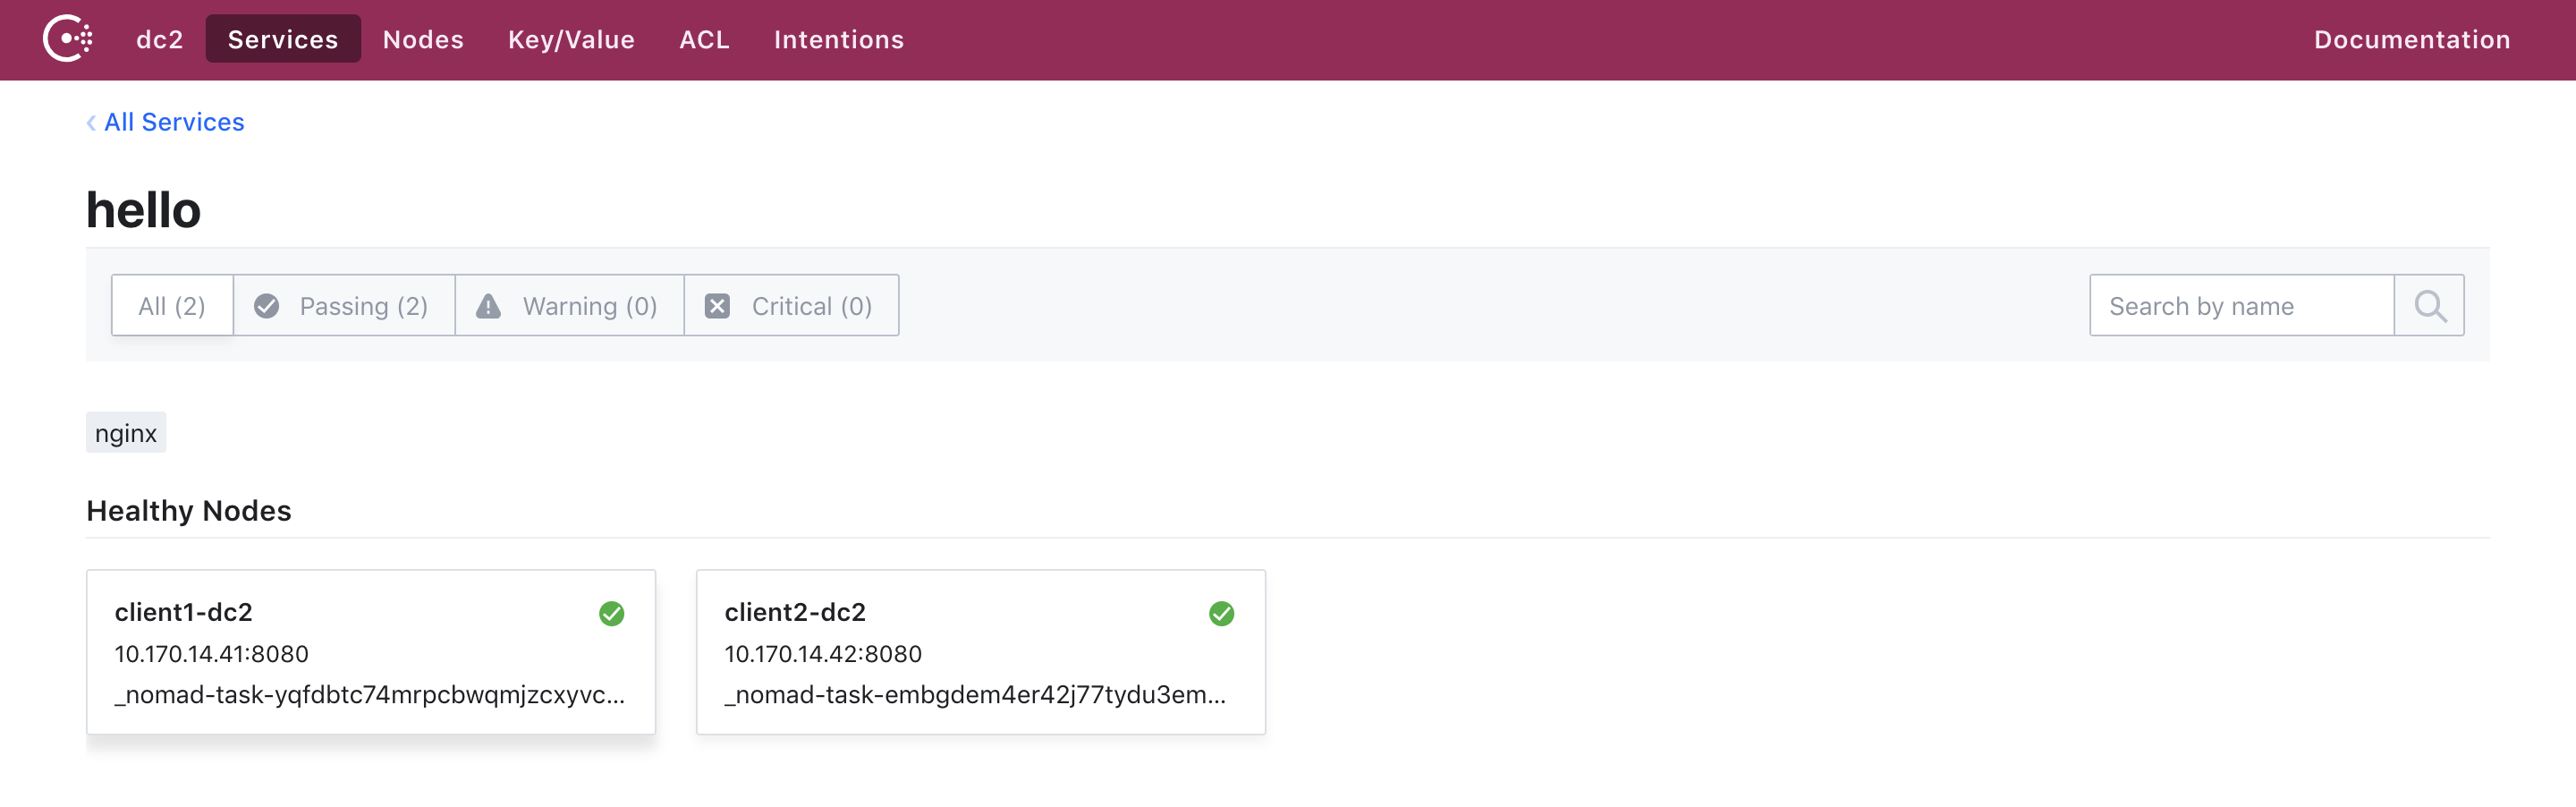 dc2 Services Nodes Key/Value ACL Intentions Documentation
All Services
hello
All (2) Passing (2) Warning (0) Critical (0) Search by name
nginx
Healthy Nodes
client1-dc2
10.170.14.41:8080
_nomad-task-yqfdbtc74mrpcbwqmjzcxyvc...
client2-dc2
10.170.14.42:8080
_nomad-task-embgdem4er42j77tydu3em...